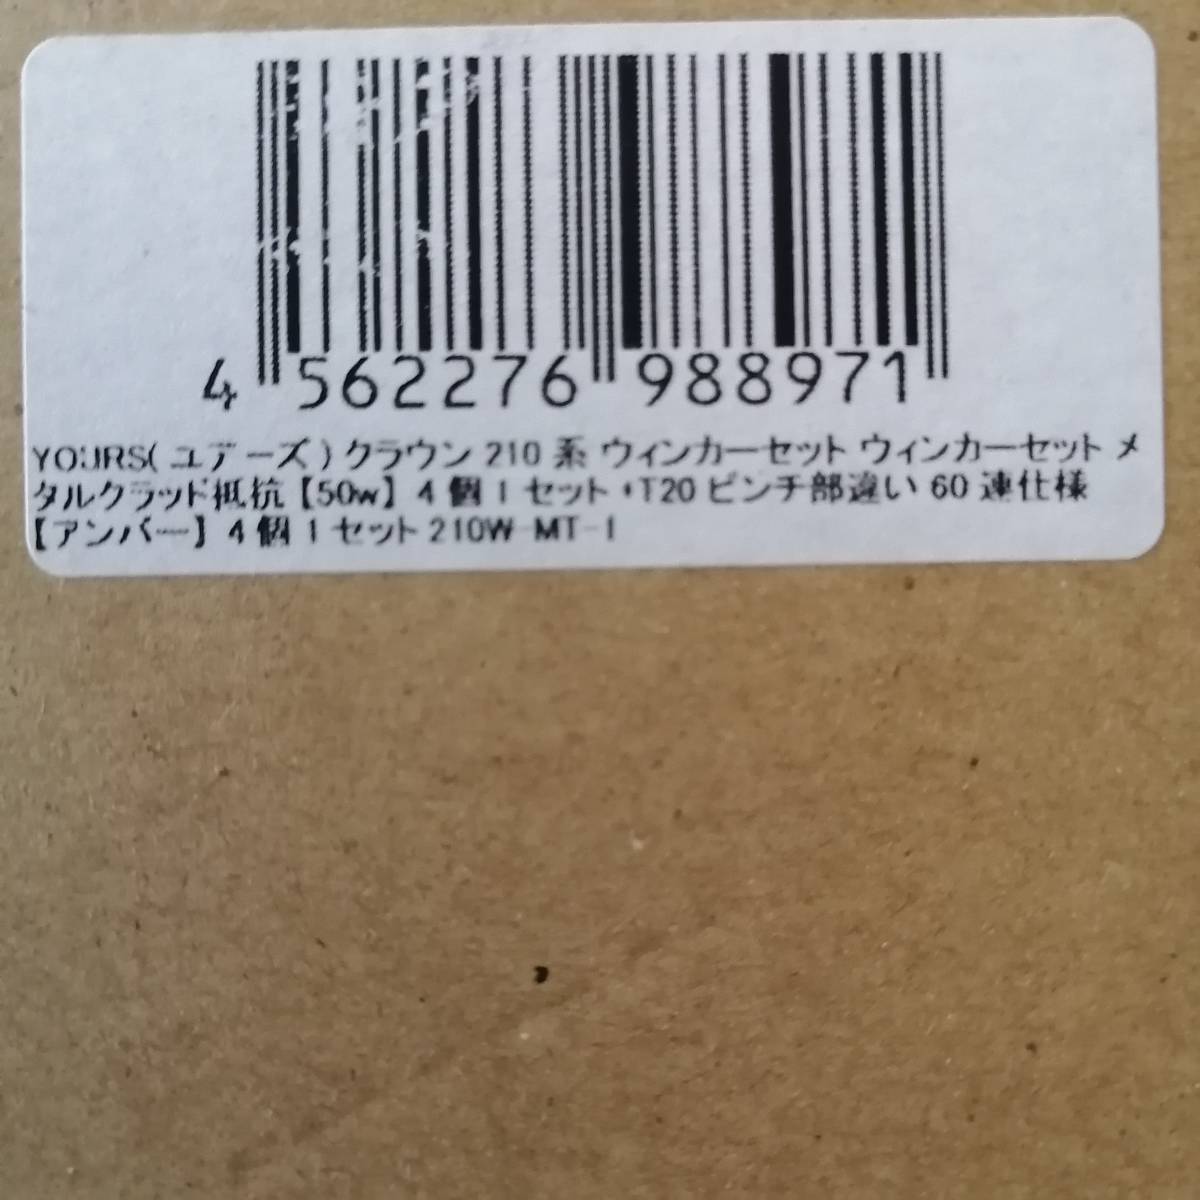 4 562276 988971
YOURS(ユアーズ) クラウン 210 系 ウィンカーセット ウィンカーセット メ
タルクラッド抵抗【50w】4 個 1 セット・T20 ピンチ部違い 60 連仕様
【アンバー】4 個 1 セット 210W-MT-1